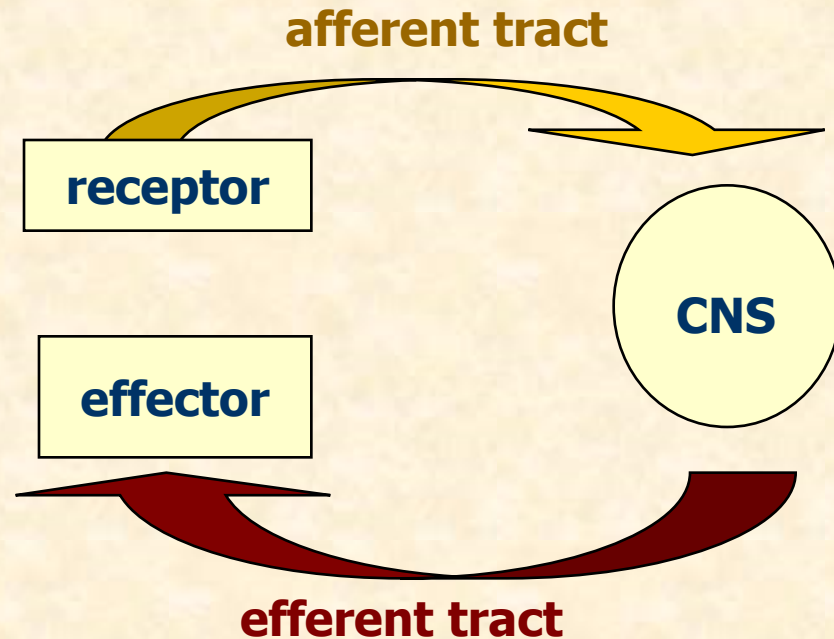 afferent tract
receptor
CNS
effector
efferent tract